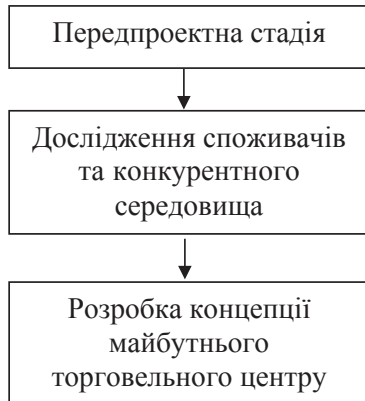 Передпроектна стадія
Дослідження споживачів
та конкурентного
середовища
Розробка концепції
майбутнього
торговельного центру